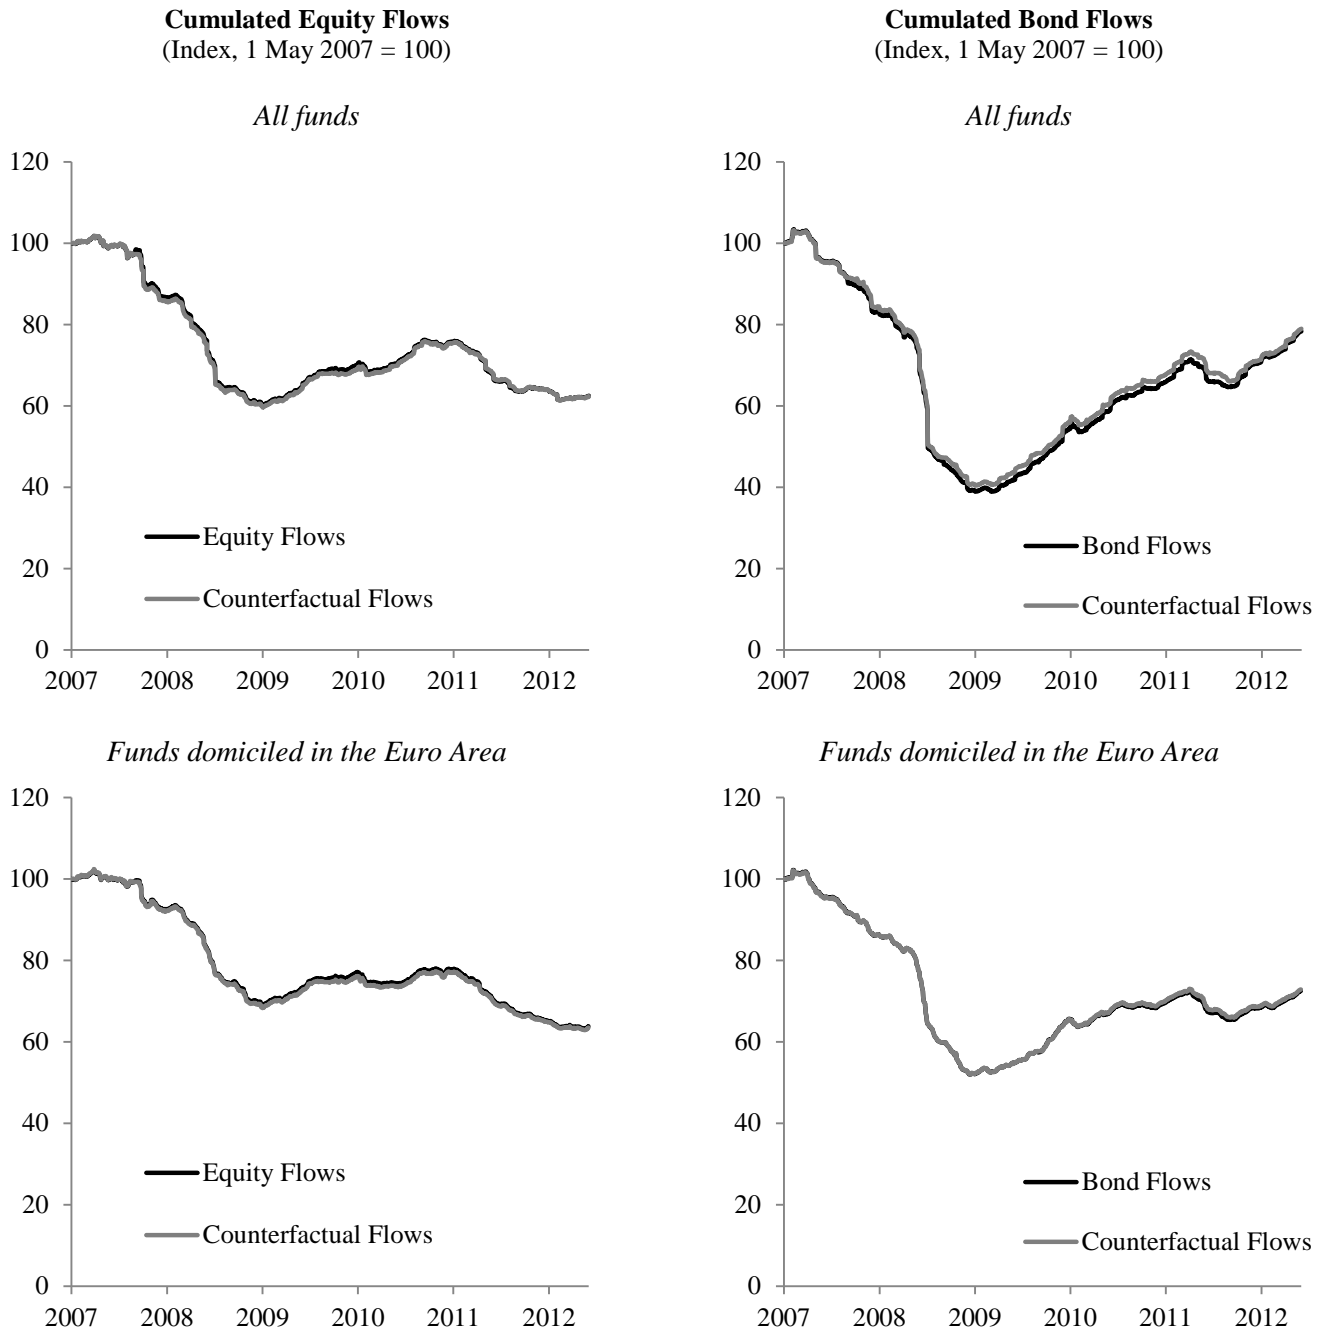 Cumulated Equity Flows
(Index, 1 May 2007 = 100)
All funds
120
100
80
60
40
20
0
Equity Flows
Counterfactual Flows
2007 2008 2009 2010 2011 2012
Cumulated Bond Flows
(Index, 1 May 2007 = 100)
All funds
120
100
80
60
40
20
0
Bond Flows
Counterfactual Flows
2007 2008 2009 2010 2011 2012
Funds domiciled in the Euro Area
120
100
80
60
40
20
0
Equity Flows
Counterfactual Flows
2007 2008 2009 2010 2011 2012
Funds domiciled in the Euro Area
120
100
80
60
40
20
0
Bond Flows
Counterfactual Flows
2007 2008 2009 2010 2011 2012